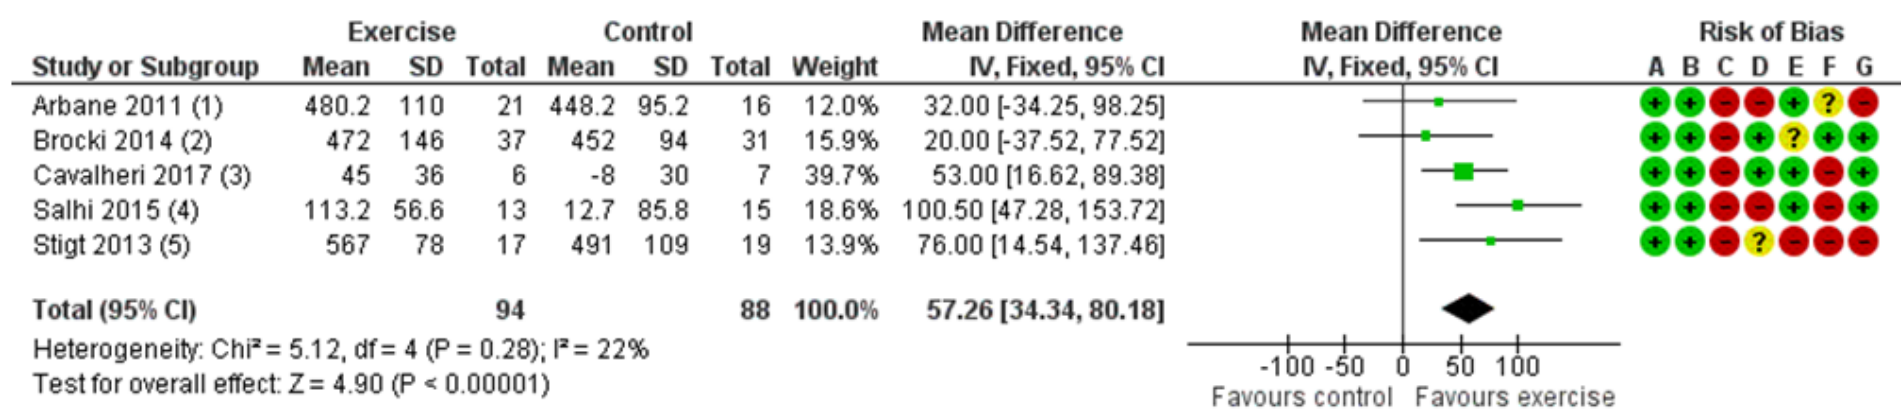 Exercise Control Mean Difference Mean Difference Risk of Bias
Study or Subgroup Mean SD Total Mean SD Total Weight IV, Fixed, 95% CI IV, Fixed, 95% CI A B C D E F G
Arbane 2011 (1) 480.2 110 21 448.2 95.2 16 12.0% 32.00 [-34.25, 98.25] + + - - + ? -
Brocki 2014 (2) 472 146 37 452 94 31 15.9% 20.00 [-37.52, 77.52] + + - + ? + +
Cavalheri 2017 (3) 45 36 6 -8 30 7 39.7% 53.00 [16.62, 89.38] + + - + + - +
Salhi 2015 (4) 113.2 56.6 13 12.7 85.8 15 18.6% 100.50 [47.28, 153.72] + + - - + - +
Stigt 2013 (5) 567 78 17 491 109 19 13.9% 76.00 [14.54, 137.46] + + - ? - - -
Total (95% CI) 94 88 100.0% 57.26 [34.34, 80.18]
Heterogeneity: Chi² = 5.12, df = 4 (P = 0.28); I² = 22%
Test for overall effect: Z = 4.90 (P < 0.00001)
-100 -50 0 50 100
Favours control Favours exercise